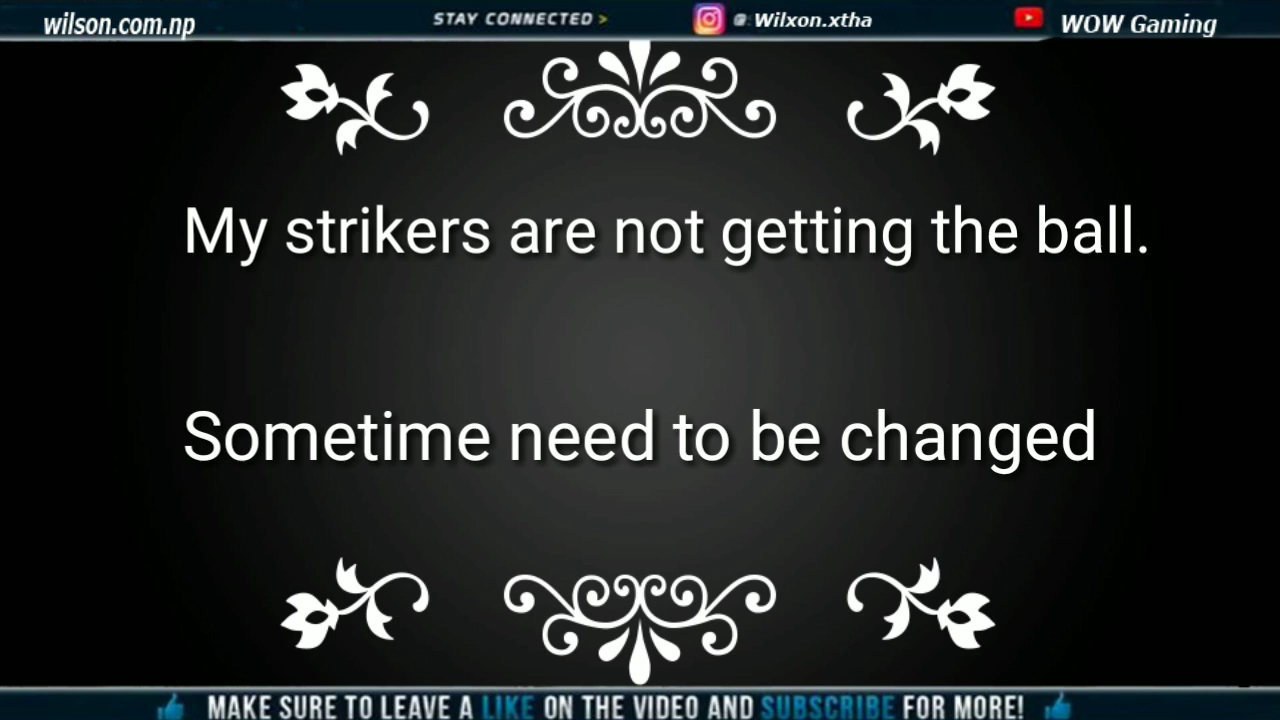 wilson.com.np STAY CONNECTED > @ Wilxon.xtha WOW Gaming
My strikers are not getting the ball.
Sometime need to be changed
MAKE SURE TO LEAVE A LIKE ON THE VIDEO AND SUBSCRIBE FOR MORE!